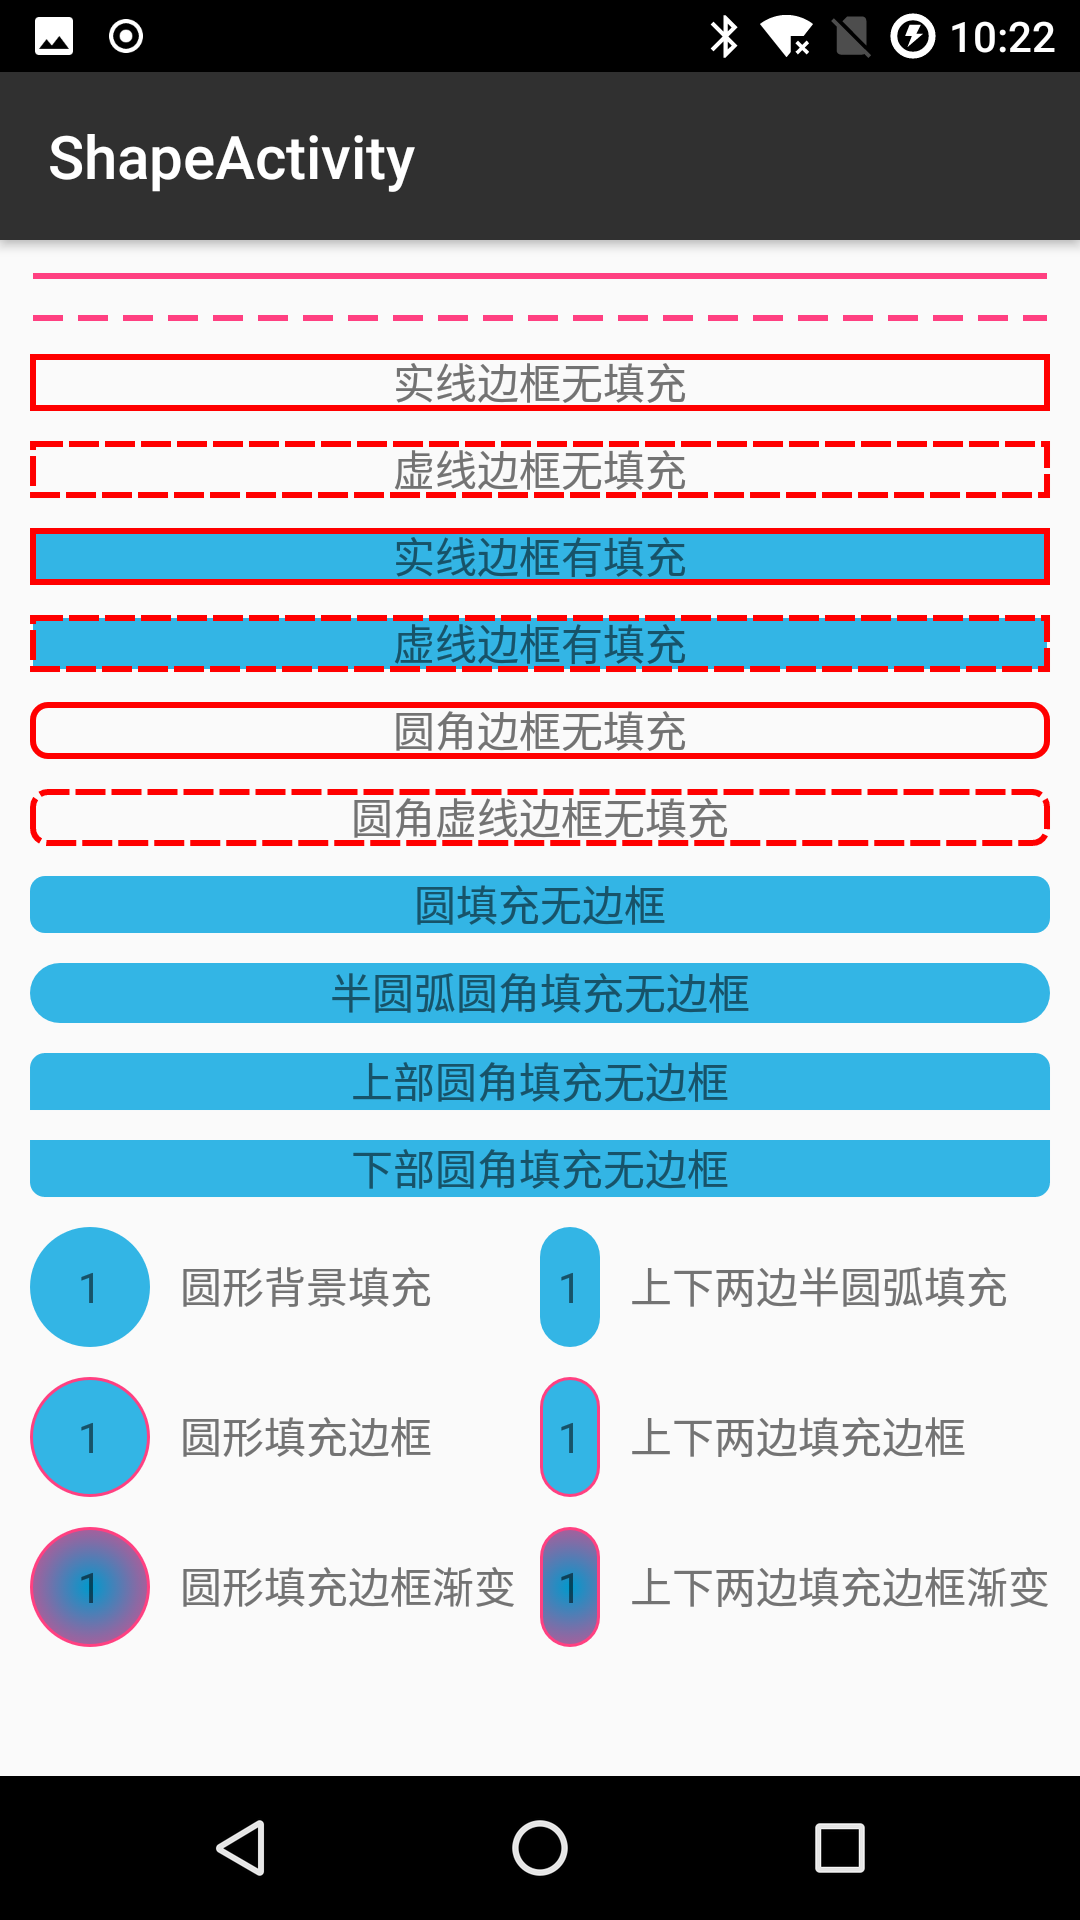 10:22
ShapeActivity
实线边框无填充
虚线边框无填充
实线边框有填充
虚线边框有填充
圆角边框无填充
圆角虚线边框无填充
圆填充无边框
半圆弧圆角填充无边框
上部圆角填充无边框
下部圆角填充无边框
1 圆形背景填充 1 上下两边半圆弧填充
1 圆形填充边框 1 上下两边填充边框
1 圆形填充边框渐变 1 上下两边填充边框渐变